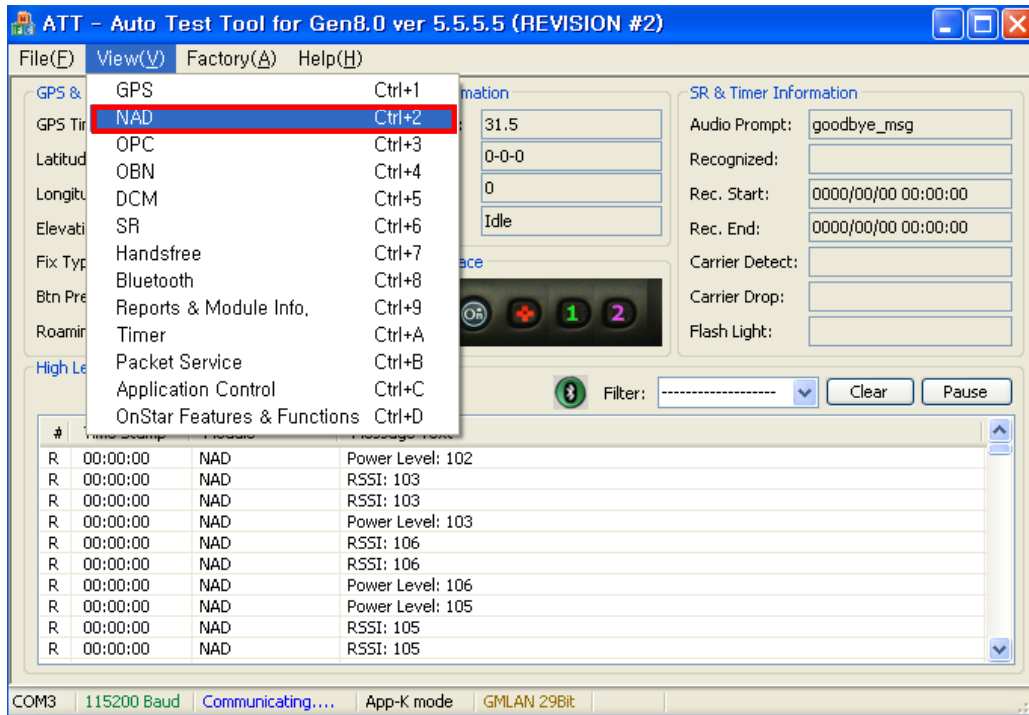 ATT - Auto Test Tool for Gen8.0 ver 5.5.5.5 (REVISION #2)
File(F) View(V) Factory(A) Help(H)
GPS &
GPS Ti
Latitud
Longitu
Elevati
Fix Typ
Btn Pre
Roamin
GPS Ctrl+1
NAD Ctrl+2
OPC Ctrl+3
OBN Ctrl+4
DCM Ctrl+5
SR Ctrl+6
Handsfree Ctrl+7
Bluetooth Ctrl+8
Reports & Module Info, Ctrl+9
Timer Ctrl+A
Packet Service Ctrl+B
Application Control Ctrl+C
OnStar Features & Functions Ctrl+D
mation
31.5
0-0-0
0
Idle
ace
On 1 2
SR & Timer Information
Audio Prompt: goodbye_msg
Recognized:
Rec. Start: 0000/00/00 00:00:00
Rec. End: 0000/00/00 00:00:00
Carrier Detect:
Carrier Drop:
Flash Light:
High Le
Filter: ------------------- Clear Pause
# Time Stamp Module Message Text
R 00:00:00 NAD Power Level: 102
R 00:00:00 NAD RSSI: 103
R 00:00:00 NAD RSSI: 103
R 00:00:00 NAD Power Level: 103
R 00:00:00 NAD RSSI: 106
R 00:00:00 NAD RSSI: 106
R 00:00:00 NAD Power Level: 106
R 00:00:00 NAD Power Level: 105
R 00:00:00 NAD RSSI: 105
R 00:00:00 NAD RSSI: 105
COM3 115200 Baud Communicating.... App-K mode GMLAN 29Bit